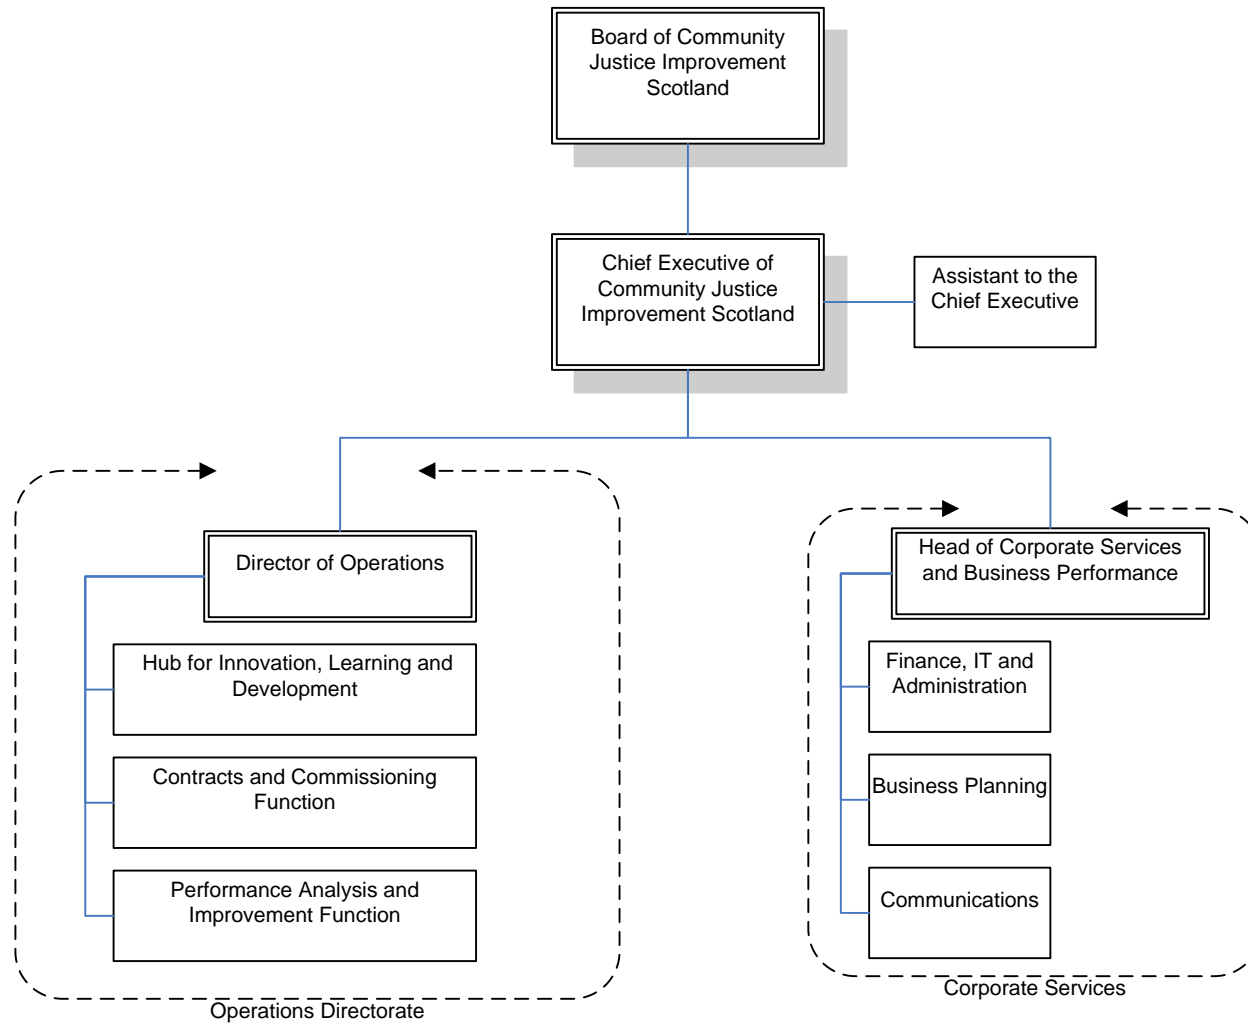 Board of Community
Justice Improvement
Scotland
Chief Executive of
Community Justice
Improvement Scotland
Assistant to the
Chief Executive
Director of Operations
Hub for Innovation, Learning and
Development
Contracts and Commissioning
Function
Performance Analysis and
Improvement Function
Operations Directorate
Head of Corporate Services
and Business Performance
Finance, IT and
Administration
Business Planning
Communications
Corporate Services